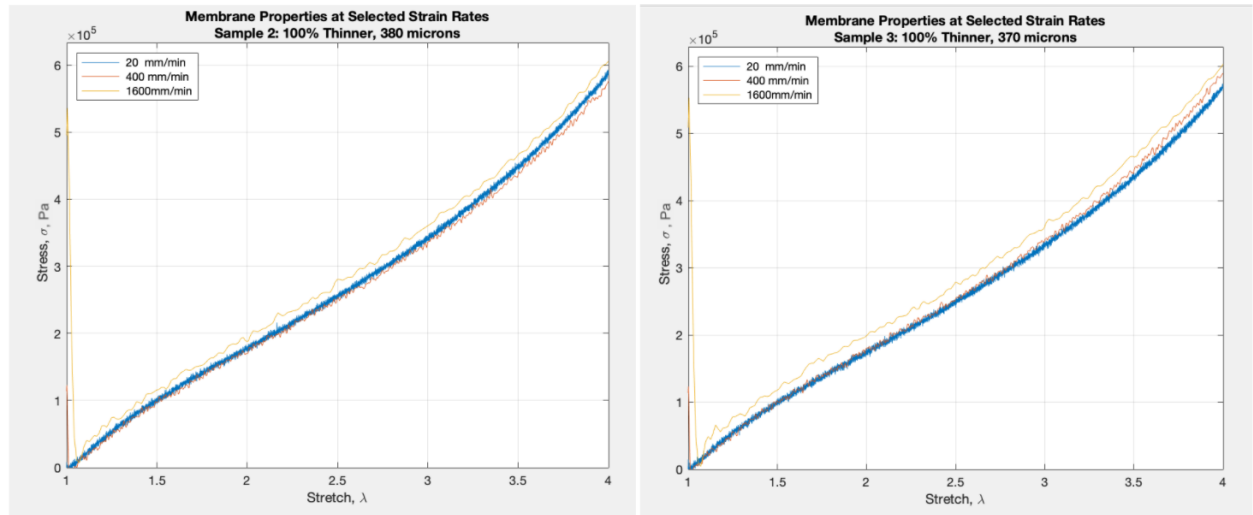 Membrane Properties at Selected Strain Rates
Sample 2: 100% Thinner, 380 microns
×10⁵
20 mm/min
400 mm/min
1600mm/min
6
5
4
3
2
1
0
Stress, σ, Pa
1 1.5 2 2.5 3 3.5 4
Stretch, λ
Membrane Properties at Selected Strain Rates
Sample 3: 100% Thinner, 370 microns
×10⁵
20 mm/min
400 mm/min
1600mm/min
6
5
4
3
2
1
0
Stress, σ, Pa
1 1.5 2 2.5 3 3.5 4
Stretch, λ